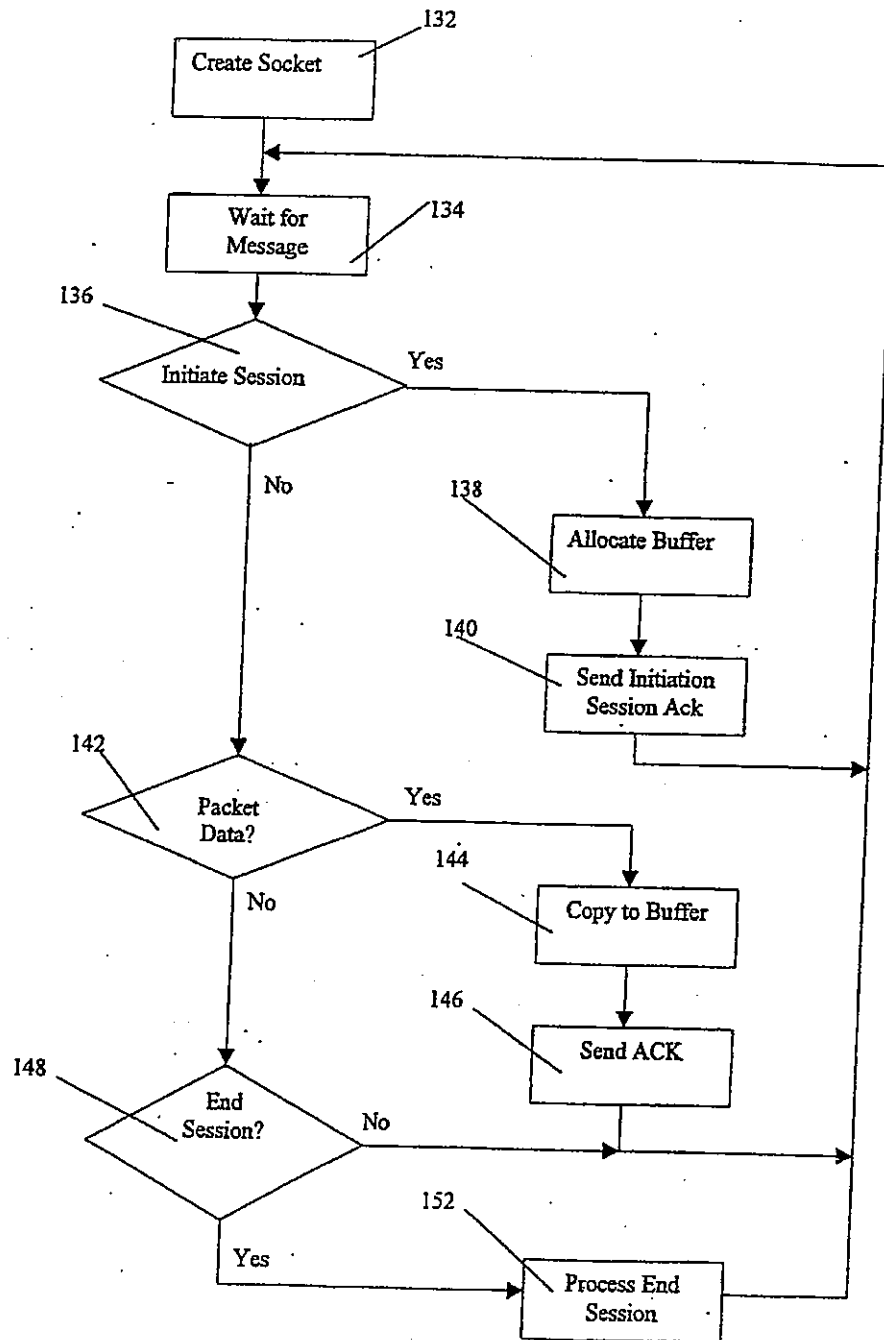 132
Create Socket
Wait for
Message
134
136
Initiate Session
Yes
No
138
Allocate Buffer
140
Send Initiation
Session Ack
142
Packet
Data?
Yes
No
144
Copy to Buffer
146
Send ACK
148
End
Session?
No
Yes
152
Process End
Session